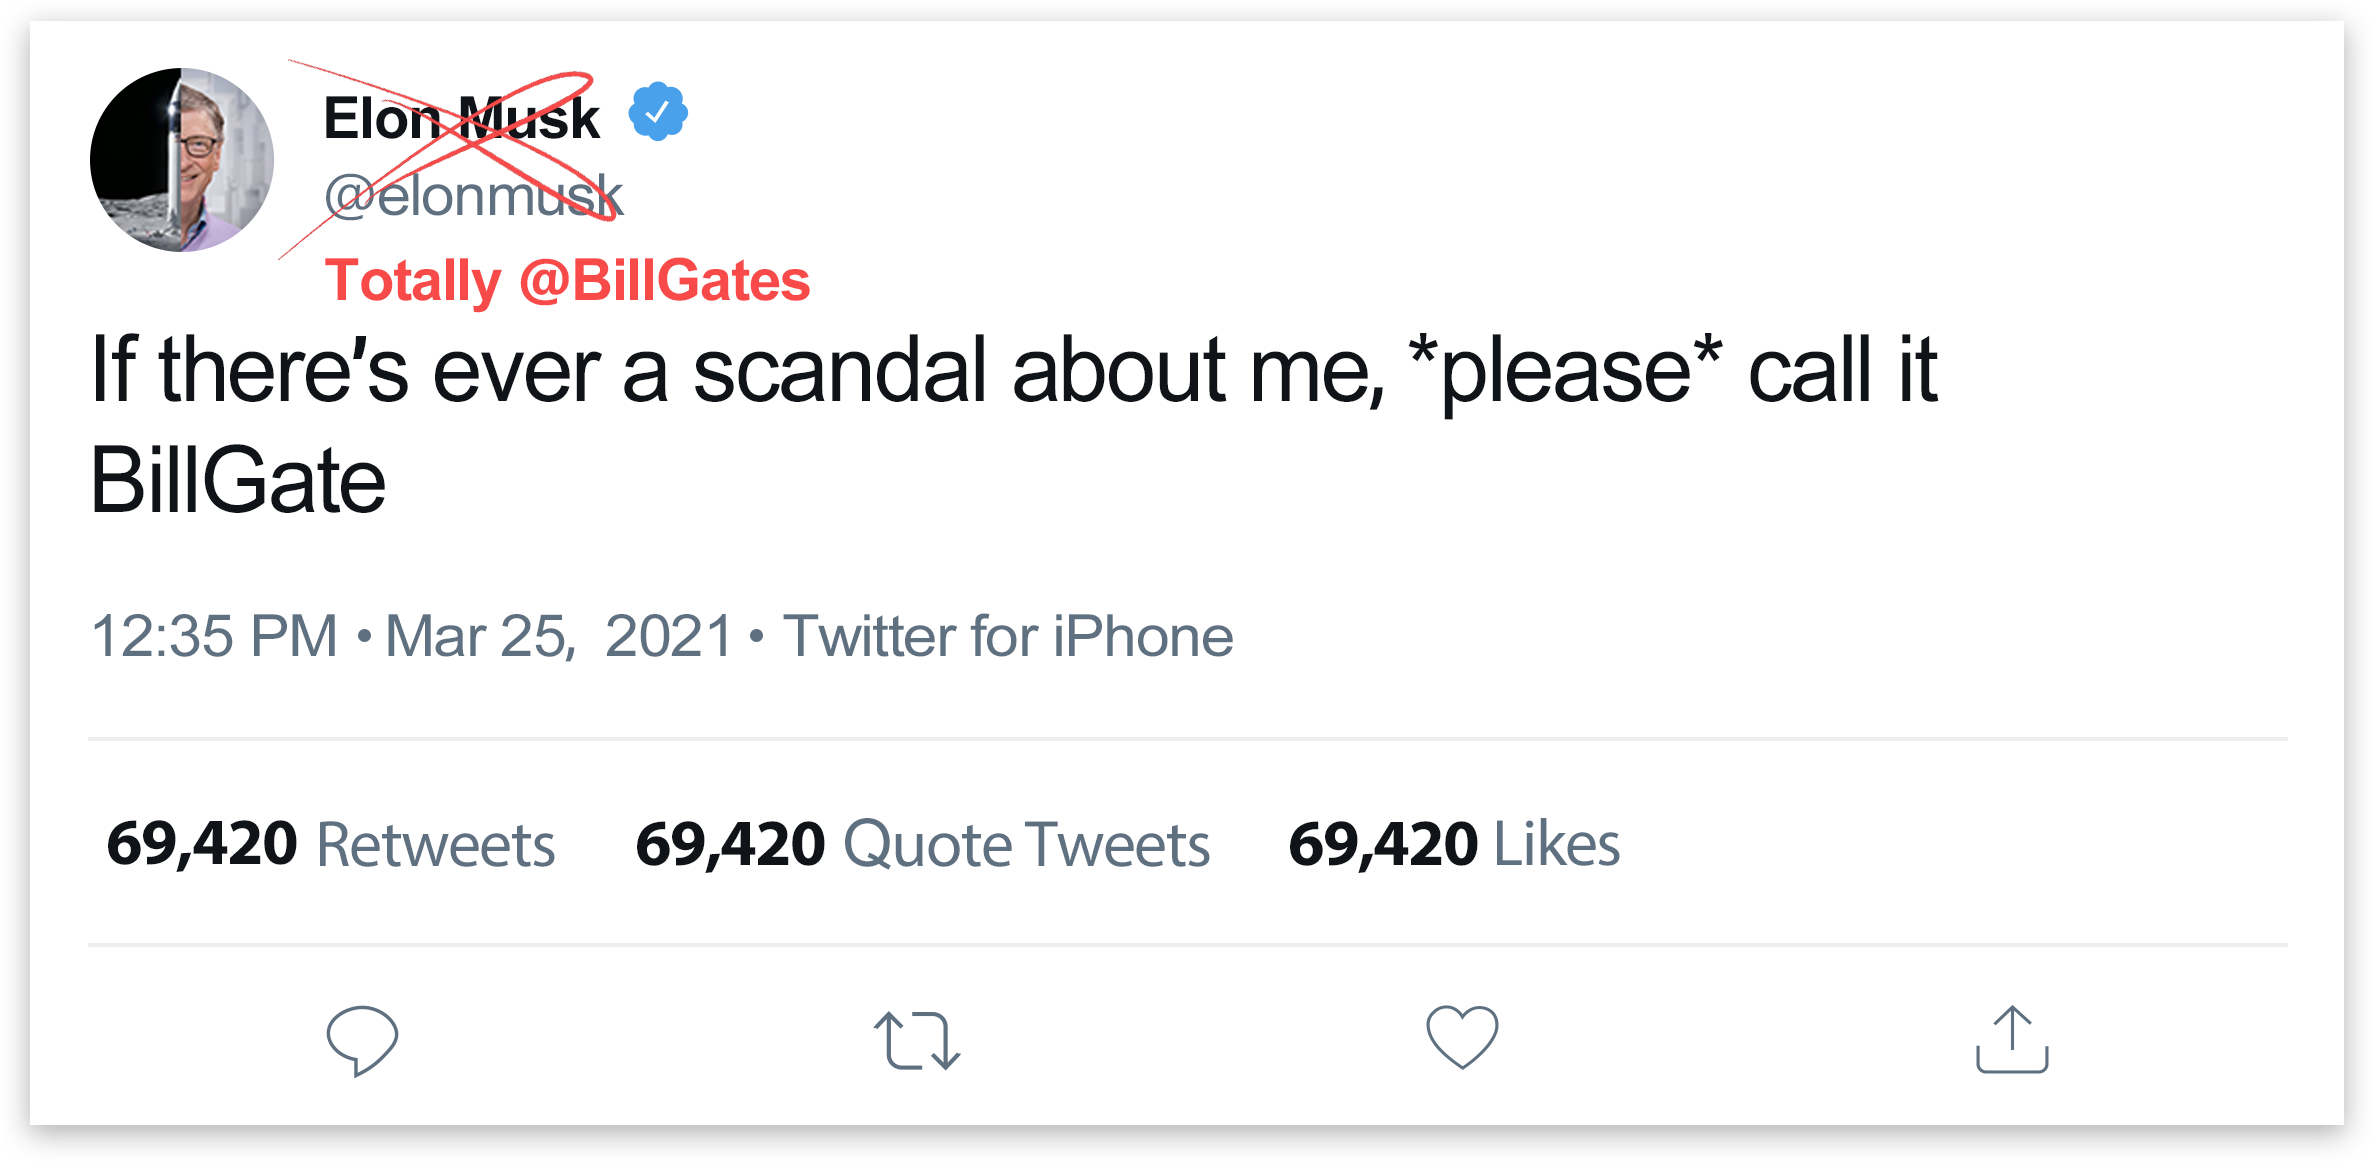 Elon Musk
@elonmusk
Totally @BillGates
If there's ever a scandal about me, *please* call it
BillGate
12:35 PM • Mar 25, 2021 • Twitter for iPhone
69,420 Retweets 69,420 Quote Tweets 69,420 Likes